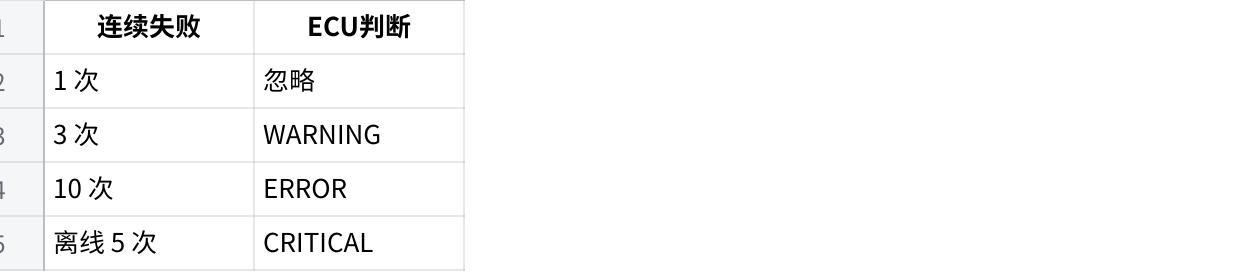 连续失败 ECU判断
1 次 忽略
3 次 WARNING
10 次 ERROR
离线 5 次 CRITICAL